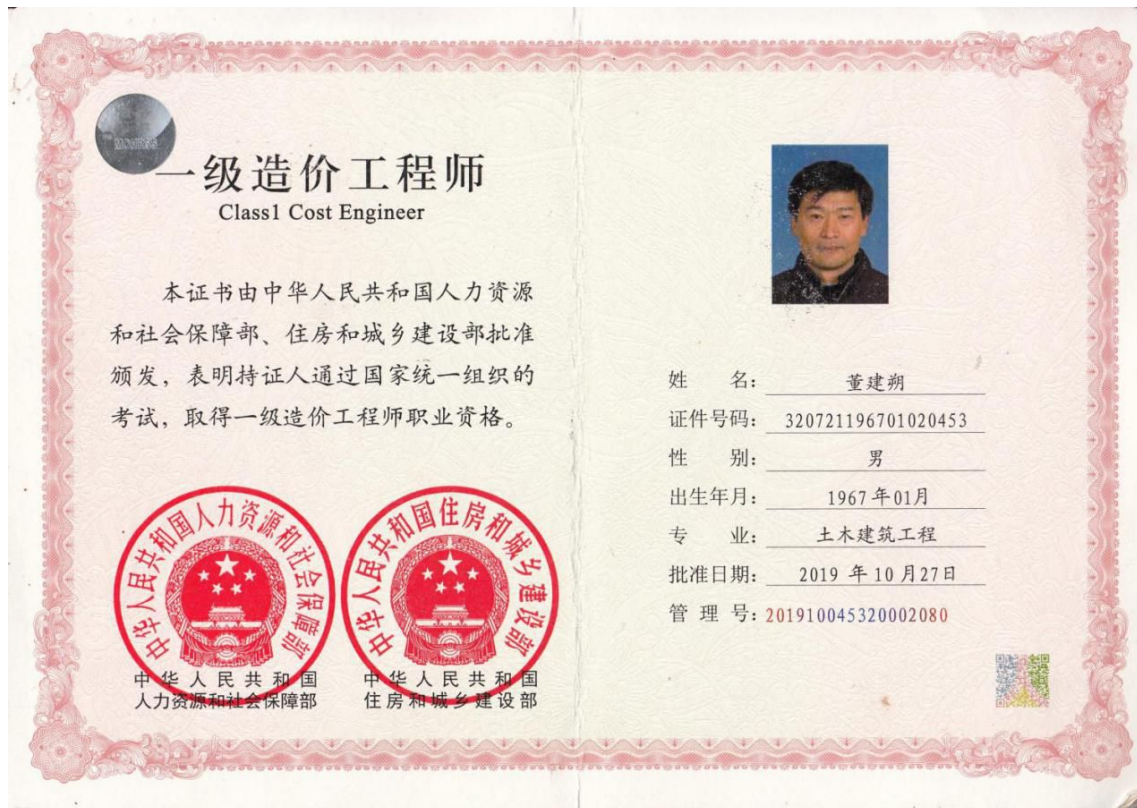 一级造价工程师
Class1 Cost Engineer
本证书由中华人民共和国人力资源
和社会保障部、住房和城乡建设部批准
颁发，表明持证人通过国家统一组织的
考试，取得一级造价工程师职业资格。
中华人民共和国人力资源和社会保障部
中华人民共和国住房和城乡建设部
中华人民共和国
人力资源和社会保障部
中华人民共和国
住房和城乡建设部
姓 名： 董建朔
证件号码： 320721196701020453
性 别： 男
出生年月： 1967年01月
专 业： 土木建筑工程
批准日期： 2019年10月27日
管 理 号：201910045320002080